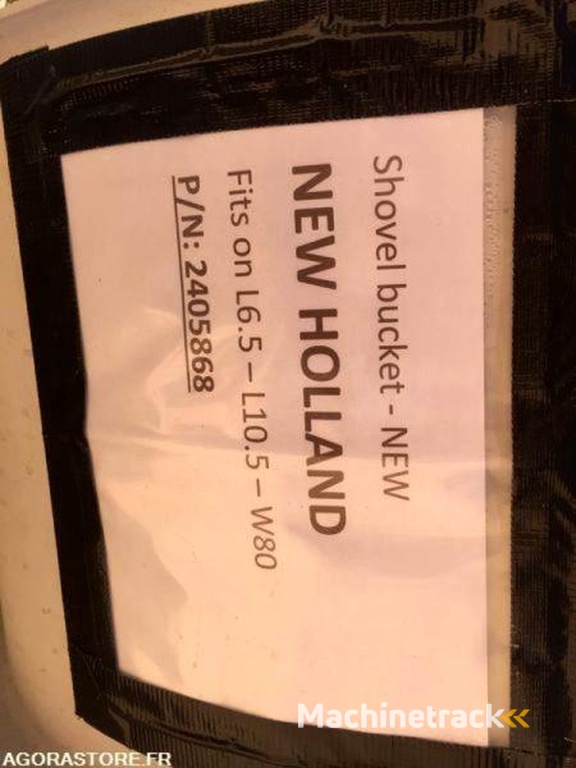 Shovel bucket - NEW
NEW HOLLAND
Fits on L6.5 – L10.5 – W80
P/N: 2405868
Machinetrack
AGORASTORE.FR